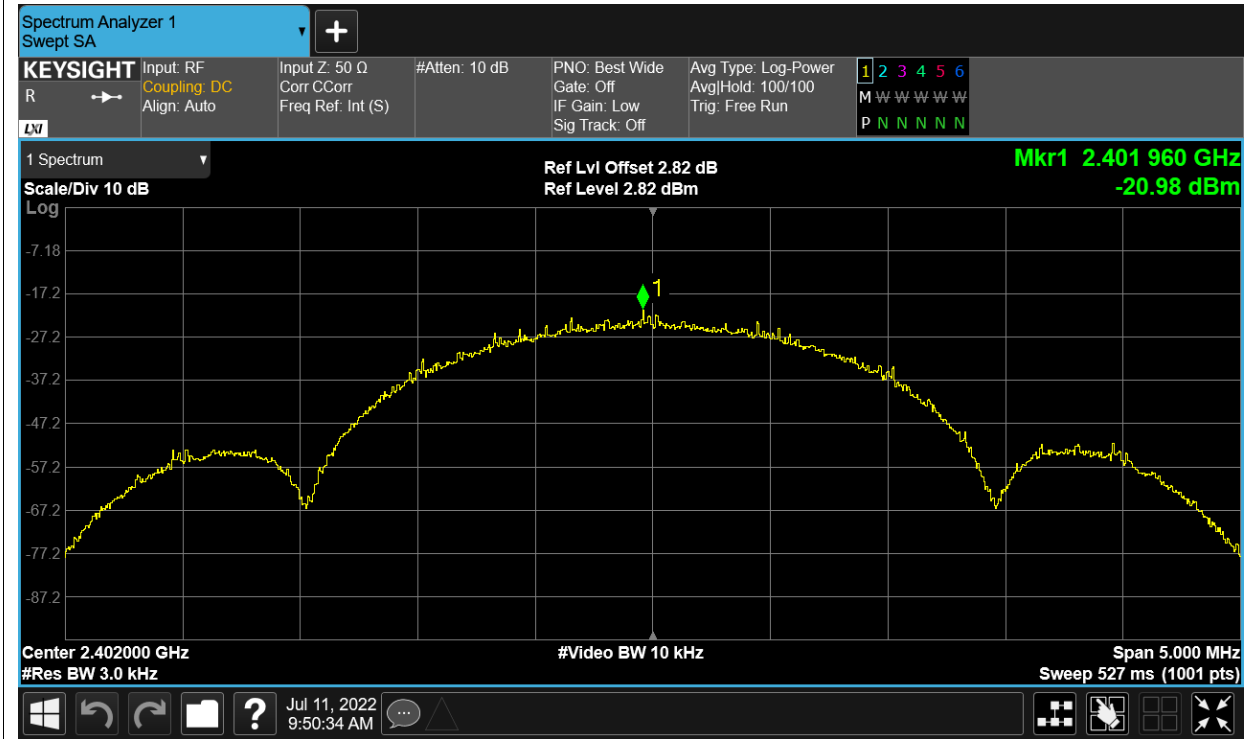 Spectrum Analyzer 1
Swept SA
KEYSIGHT
R
LXI
Input: RF
Coupling: DC
Align: Auto
Input Z: 50 Ω
Corr CCorr
Freq Ref: Int (S)
#Atten: 10 dB
PNO: Best Wide
Gate: Off
IF Gain: Low
Sig Track: Off
Avg Type: Log-Power
Avg|Hold: 100/100
Trig: Free Run
1 2 3 4 5 6
M W W W W W
P N N N N N
1 Spectrum
Scale/Div 10 dB
Log
Ref Lvl Offset 2.82 dB
Ref Level 2.82 dBm
Mkr1 2.401 960 GHz
-20.98 dBm
1
-7.18
-17.2
-27.2
-37.2
-47.2
-57.2
-67.2
-77.2
-87.2
Center 2.402000 GHz
#Res BW 3.0 kHz
#Video BW 10 kHz
Span 5.000 MHz
Sweep 527 ms (1001 pts)
?
Jul 11, 2022
9:50:34 AM